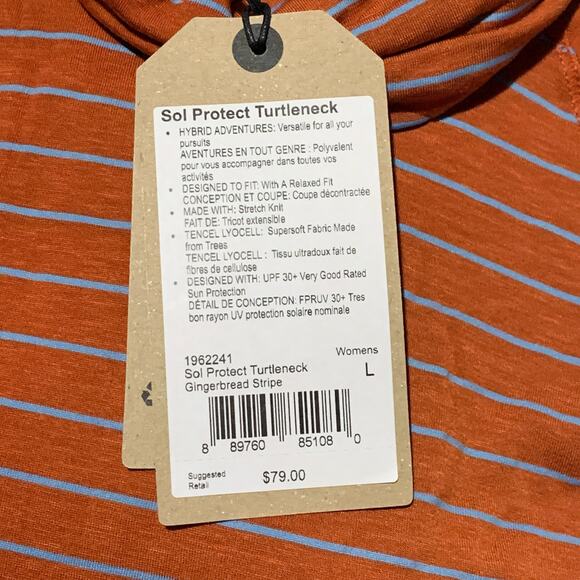 Sol Protect Turtleneck
• HYBRID ADVENTURES: Versatile for all your
pursuits
AVENTURES EN TOUT GENRE : Polyvalent
pour vous accompagner dans toutes vos
activités
• DESIGNED TO FIT: With A Relaxed Fit
CONCEPTION ET COUPE: Coupe décontractée
• MADE WITH: Stretch Knit
FAIT DE: Tricot extensible
• TENCEL LYOCELL: Supersoft Fabric Made
from Trees
TENCEL LYOCELL : Tissu ultradoux fait de
fibres de cellulose
• DESIGNED WITH: UPF 30+ Very Good Rated
Sun Protection
DÉTAIL DE CONCEPTION: FPRUV 30+ Tres
bon rayon UV protection solaire nominale
1962241 Womens
Sol Protect Turtleneck L
Gingerbread Stripe
8 89760 85108 0
Suggested
Retail $79.00